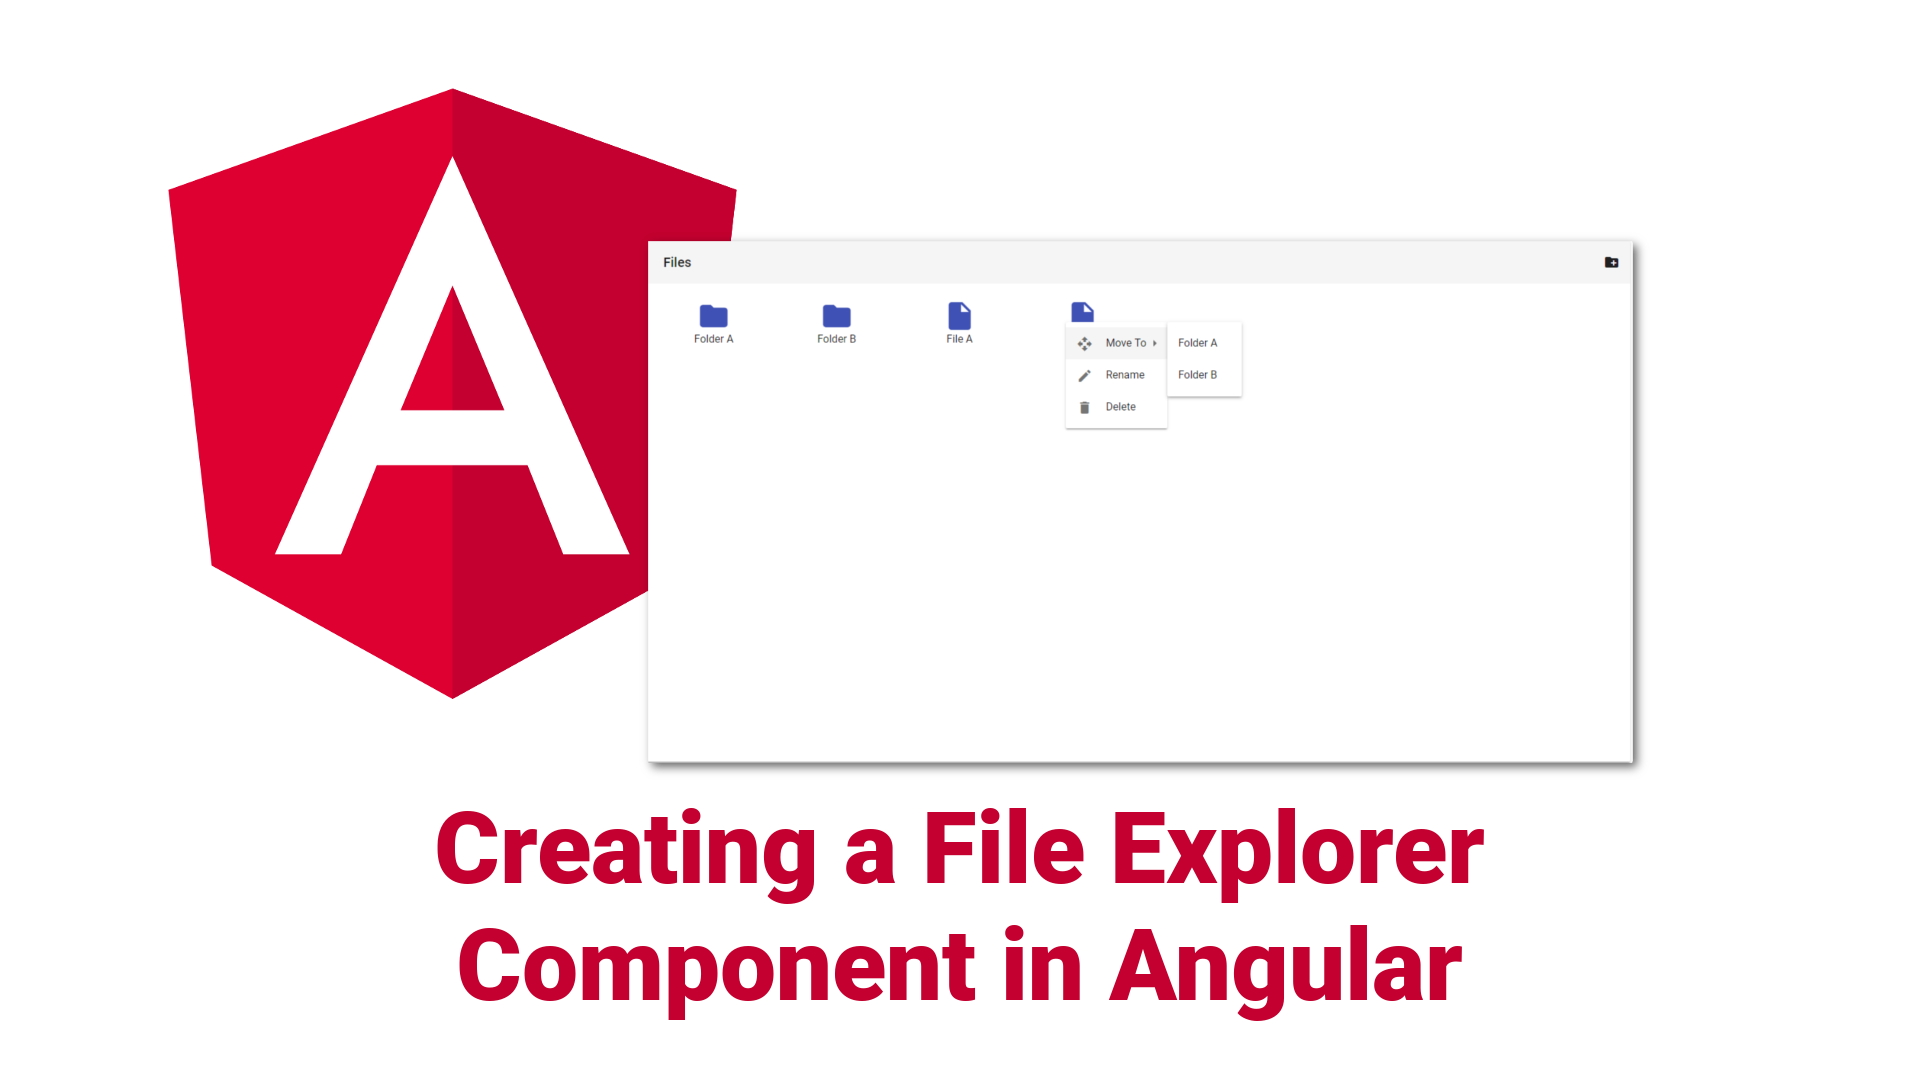 A
Files
Folder A
Folder B
File A
Move To
Folder A
Rename
Folder B
Delete
Creating a File Explorer
Component in Angular